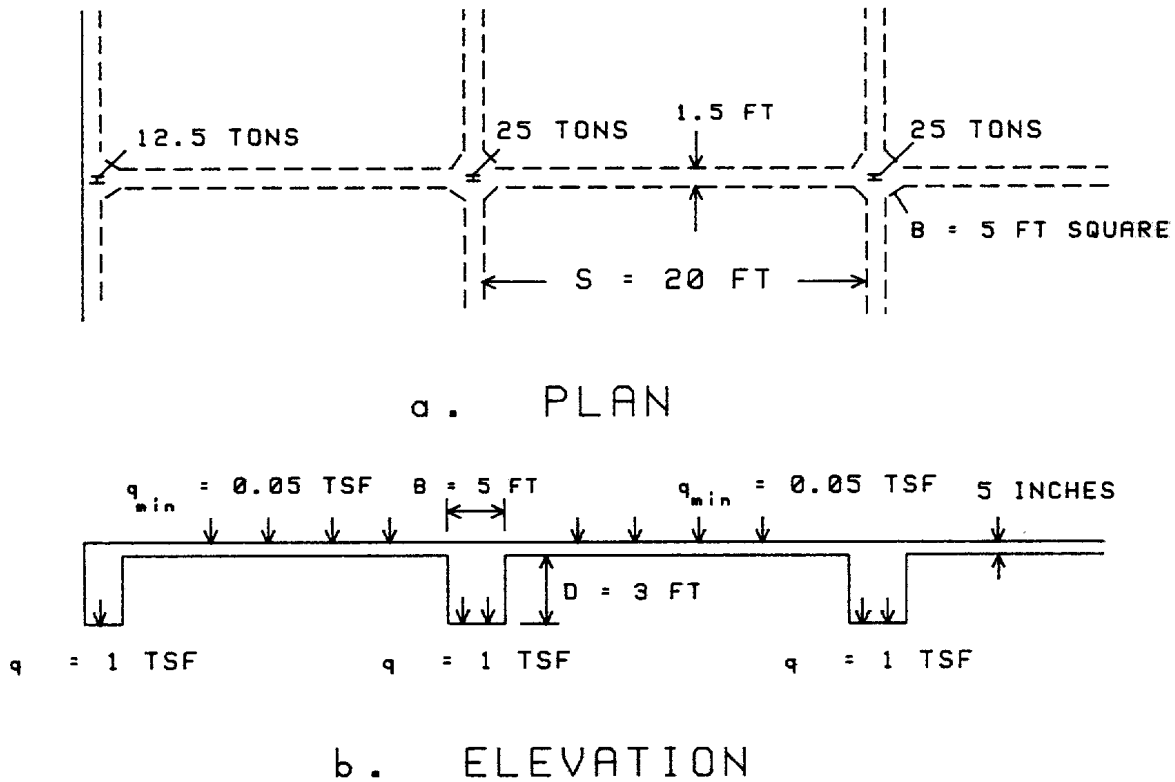 1.5 FT
12.5 TONS
25 TONS
25 TONS
B = 5 FT SQUARE
S = 20 FT
a. PLAN
q min = 0.05 TSF
B = 5 FT
q min = 0.05 TSF
5 INCHES
D = 3 FT
q = 1 TSF
q = 1 TSF
q = 1 TSF
b. ELEVATION